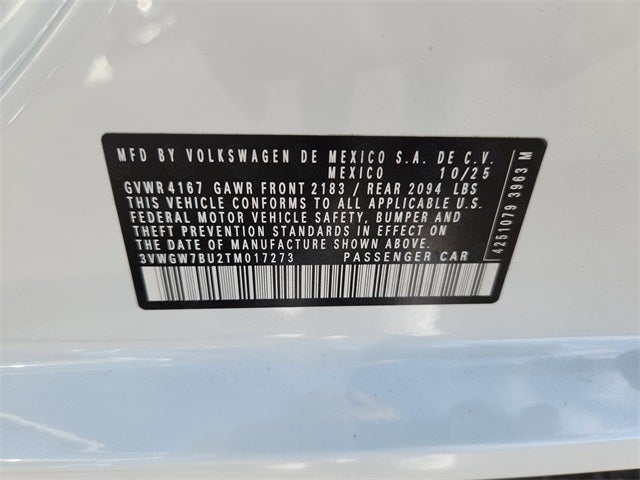 MFD BY VOLKSWAGEN DE MEXICO S.A. DE C.V.
MEXICO 10/25
GVWR 4167 GAWR FRONT 2183 / REAR 2094 LBS
THIS VEHICLE CONFORMS TO ALL APPLICABLE U.S.
FEDERAL MOTOR VEHICLE SAFETY, BUMPER AND
THEFT PREVENTION STANDARDS IN EFFECT ON
THE DATE OF MANUFACTURE SHOWN ABOVE.
3VWGW7BU2TM017273 PASSENGER CAR
4251079 3963 M